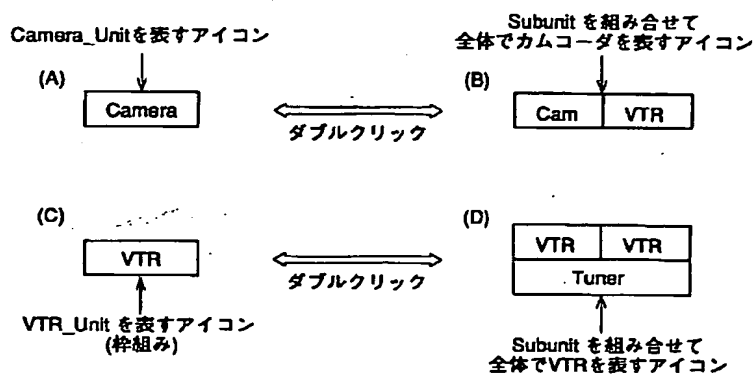 Camera_Unitを表すアイコン
Subunit を組み合せて
全体でカムコーダを表すアイコン
(A)
Camera
ダブルクリック
(B)
Cam
VTR
(C)
VTR
ダブルクリック
(D)
VTR
VTR
Tuner
VTR_Unit を表すアイコン
(枠組み)
Subunit を組み合せて
全体でVTRを表すアイコン